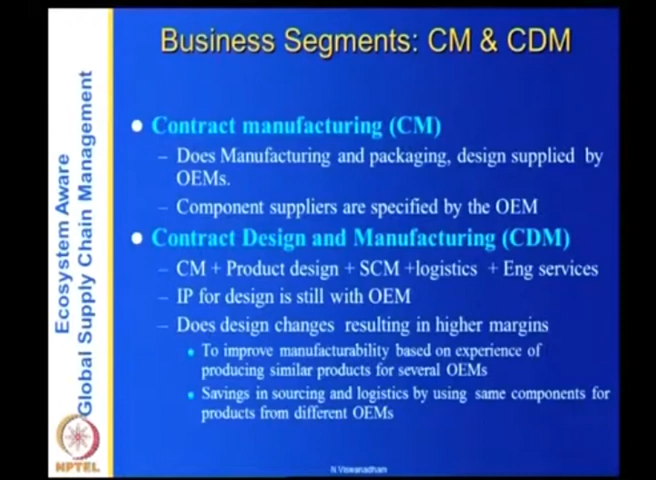 Business Segments: CM & CDM
Ecosystem Aware
Global Supply Chain Management
• Contract manufacturing (CM)
– Does Manufacturing and packaging, design supplied by
OEMs.
– Component suppliers are specified by the OEM
• Contract Design and Manufacturing (CDM)
– CM + Product design + SCM +logistics + Eng services
– IP for design is still with OEM
– Does design changes resulting in higher margins
• To improve manufacturability based on experience of
producing similar products for several OEMs
• Savings in sourcing and logistics by using same components for
products from different OEMs
NPTEL
N Viswanadham